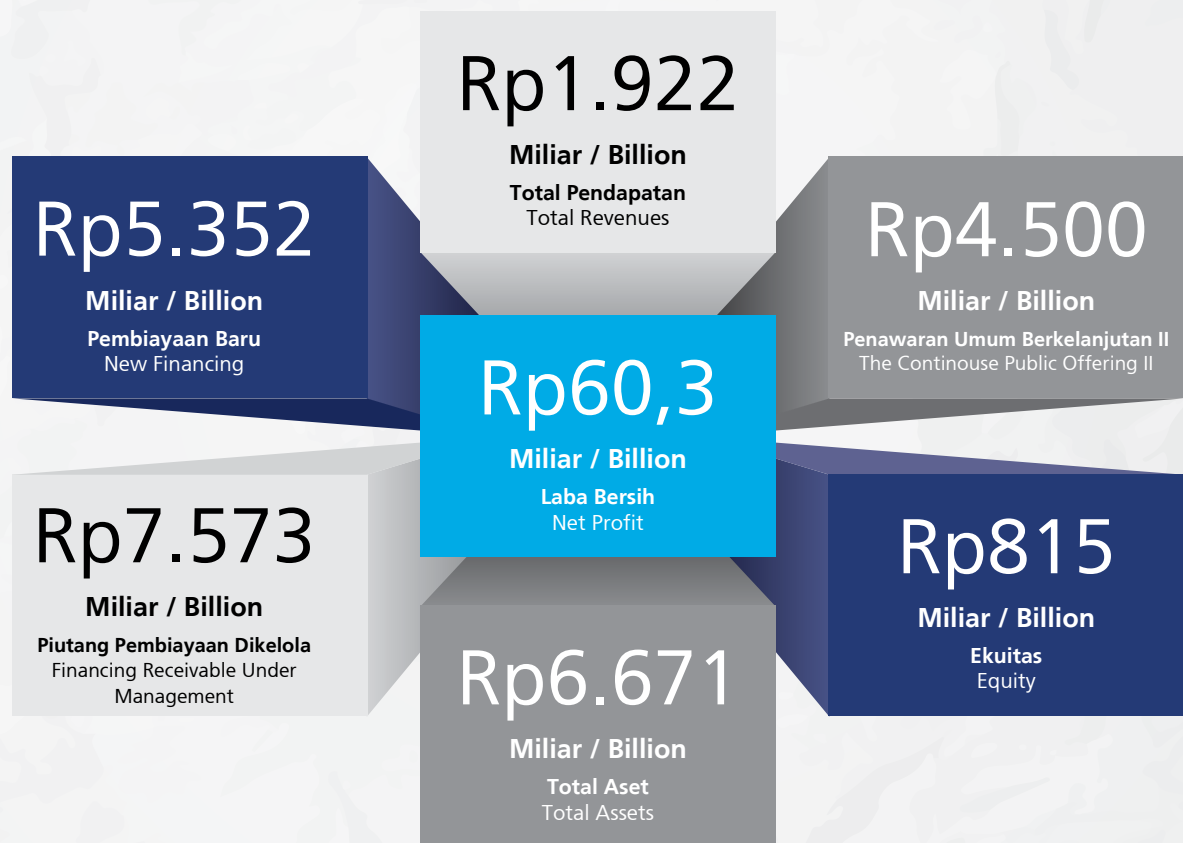 Rp1.922
Miliar / Billion
Total Pendapatan
Total Revenues
Rp5.352
Miliar / Billion
Pembiayaan Baru
New Financing
Rp4.500
Miliar / Billion
Penawaran Umum Berkelanjutan II
The Continouse Public Offering II
Rp60,3
Miliar / Billion
Laba Bersih
Net Profit
Rp7.573
Miliar / Billion
Piutang Pembiayaan Dikelola
Financing Receivable Under
Management
Rp815
Miliar / Billion
Ekuitas
Equity
Rp6.671
Miliar / Billion
Total Aset
Total Assets